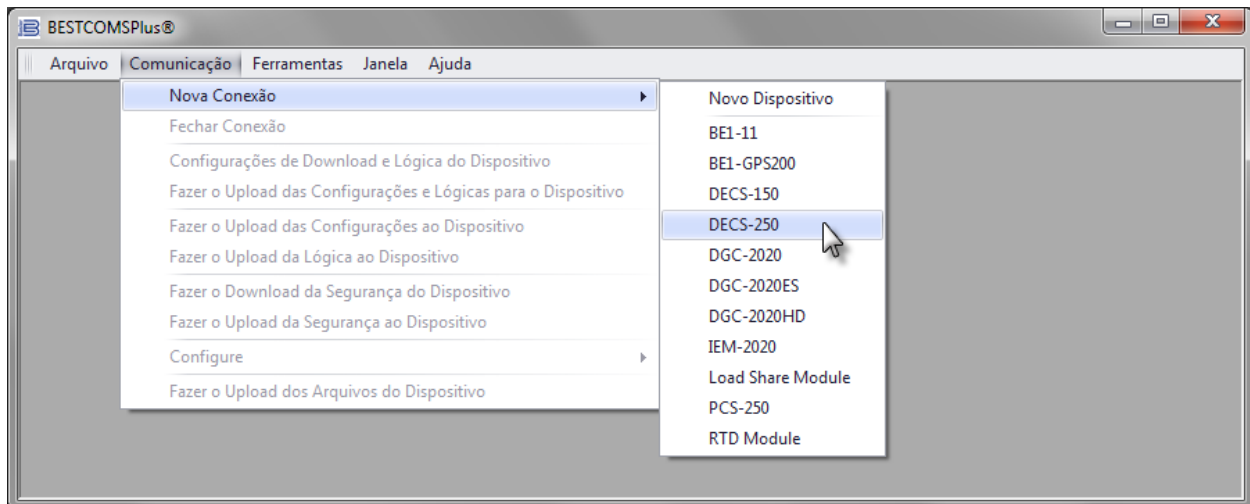 BESTCOMSPlus®
Arquivo Comunicação Ferramentas Janela Ajuda
Nova Conexão
Fechar Conexão
Configurações de Download e Lógica do Dispositivo
Fazer o Upload das Configurações e Lógicas para o Dispositivo
Fazer o Upload das Configurações ao Dispositivo
Fazer o Upload da Lógica ao Dispositivo
Fazer o Download da Segurança do Dispositivo
Fazer o Upload da Segurança ao Dispositivo
Configure
Fazer o Upload dos Arquivos do Dispositivo
Novo Dispositivo
BE1-11
BE1-GPS200
DECS-150
DECS-250
DGC-2020
DGC-2020ES
DGC-2020HD
IEM-2020
Load Share Module
PCS-250
RTD Module